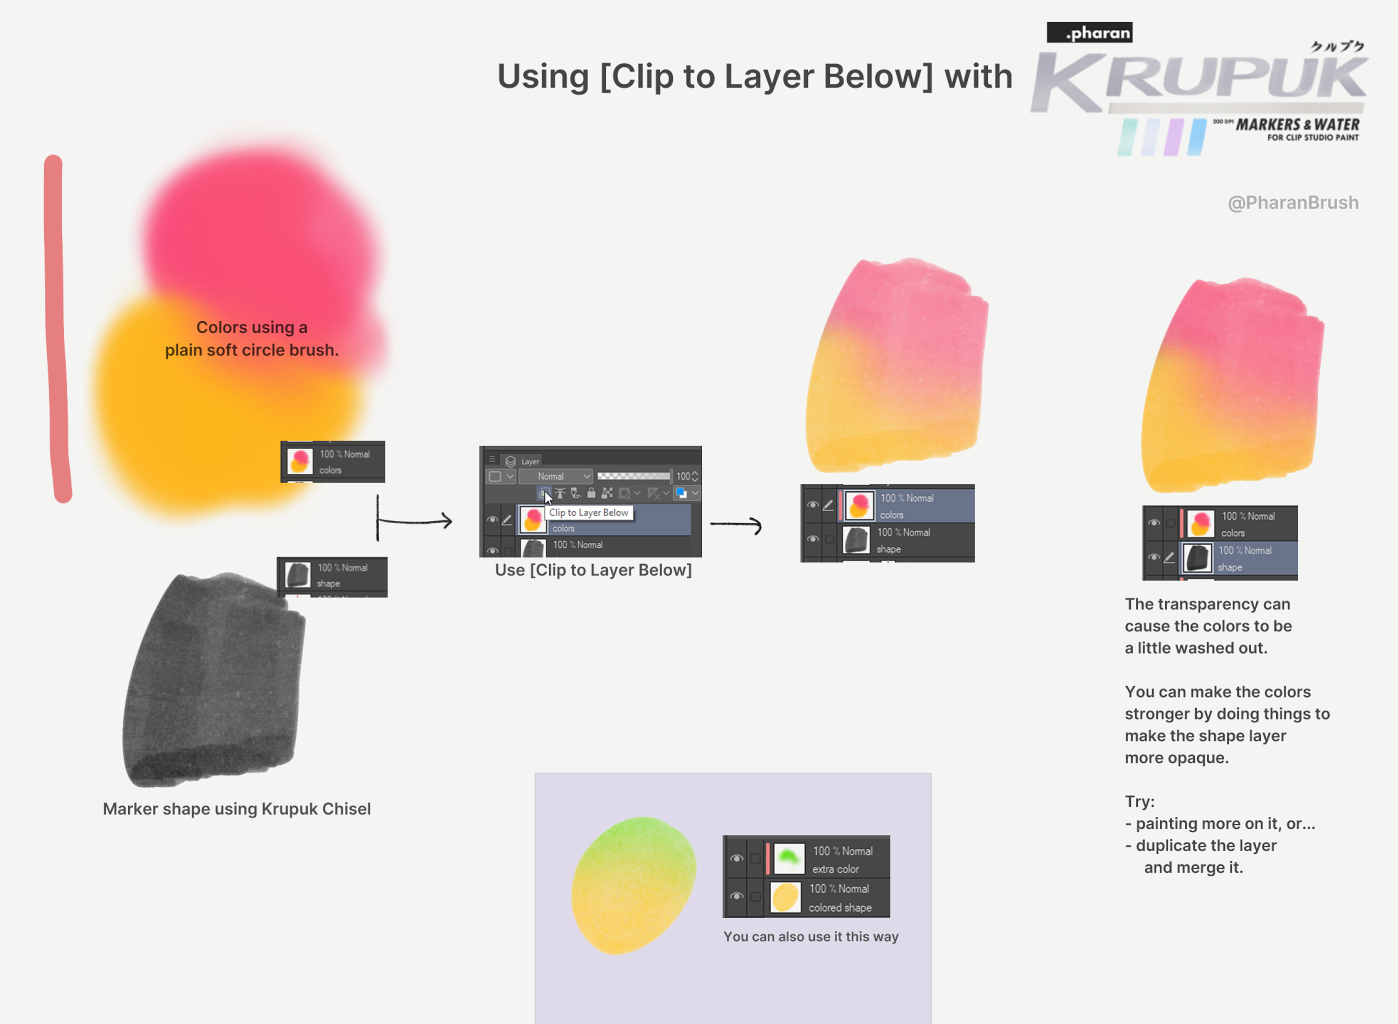 .pharan
クルプク
Using [Clip to Layer Below] with
KRUPUK
300 DPI MARKERS & WATER
FOR CLIP STUDIO PAINT
@PharanBrush
Colors using a
plain soft circle brush.
100 % Normal
colors
100 % Normal
shape
Marker shape using Krupuk Chisel
Layer
Normal
100
Clip to Layer Below
colors
100 % Normal
Use [Clip to Layer Below]
100 % Normal
colors
100 % Normal
shape
100 % Normal
colors
100 % Normal
shape
The transparency can
cause the colors to be
a little washed out.
You can make the colors
stronger by doing things to
make the shape layer
more opaque.
Try:
- painting more on it, or...
- duplicate the layer
and merge it.
100 % Normal
extra color
100 % Normal
colored shape
You can also use it this way